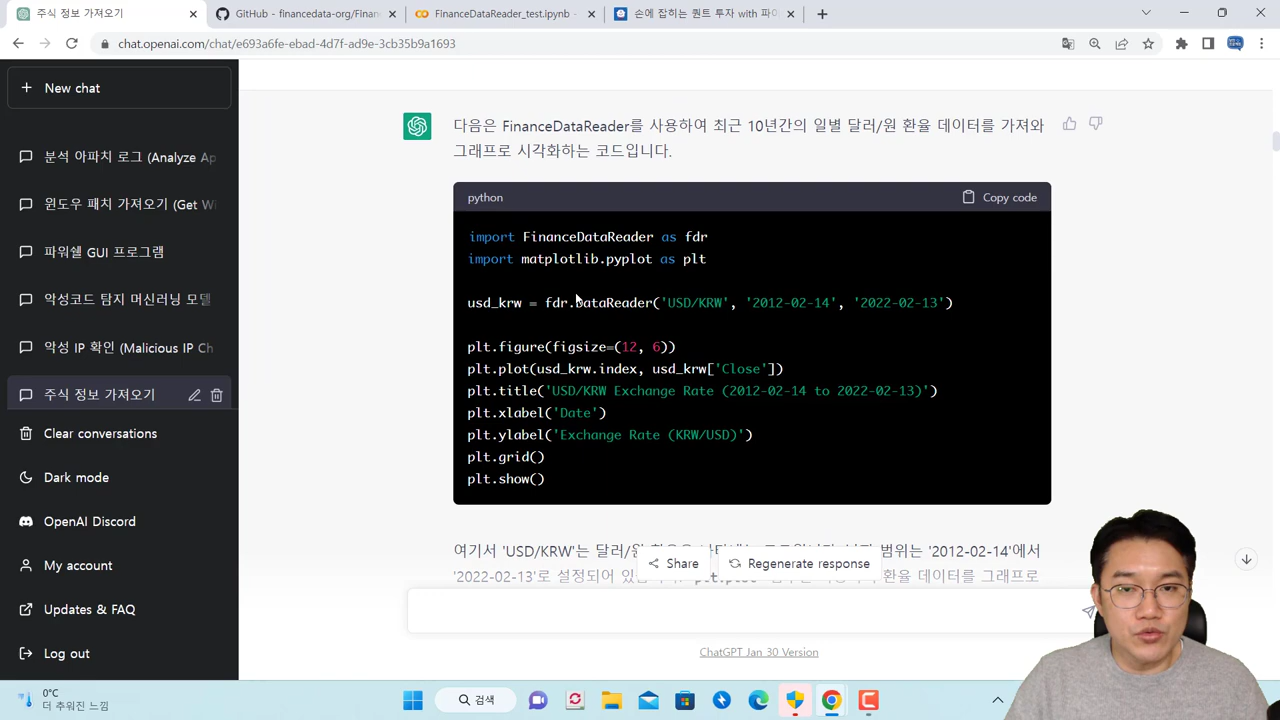 주식 정보 가져오기
GitHub - financedata-org/Finan
FinanceDataReader_test.ipynb -
손에 잡히는 퀀트 투자 with 파이
chat.openai.com/chat/e693a6fe-ebad-4d7f-ad9e-3cb35b9a1693
New chat
분석 아파치 로그 (Analyze Ap
윈도우 패치 가져오기 (Get Wi
파워쉘 GUI 프로그램
악성코드 탐지 머신러닝 모델
악성 IP 확인 (Malicious IP Ch
주식 정보 가져오기
Clear conversations
Dark mode
OpenAI Discord
My account
Updates & FAQ
Log out
다음은 FinanceDataReader를 사용하여 최근 10년간의 일별 달러/원 환율 데이터를 가져와
그래프로 시각화하는 코드입니다.
python
Copy code
import FinanceDataReader as fdr
import matplotlib.pyplot as plt
usd_krw = fdr.DataReader('USD/KRW', '2012-02-14', '2022-02-13')
plt.figure(figsize=(12, 6))
plt.plot(usd_krw.index, usd_krw['Close'])
plt.title('USD/KRW Exchange Rate (2012-02-14 to 2022-02-13)')
plt.xlabel('Date')
plt.ylabel('Exchange Rate (KRW/USD)')
plt.grid()
plt.show()
여기서 'USD/KRW'는 달러/원 '2012-02-14'에서
'2022-02-13'로 설정되어 환율 데이터를 그래프로
Share
Regenerate response
ChatGPT Jan 30 Version
0°C
더 추워진 느낌
검색